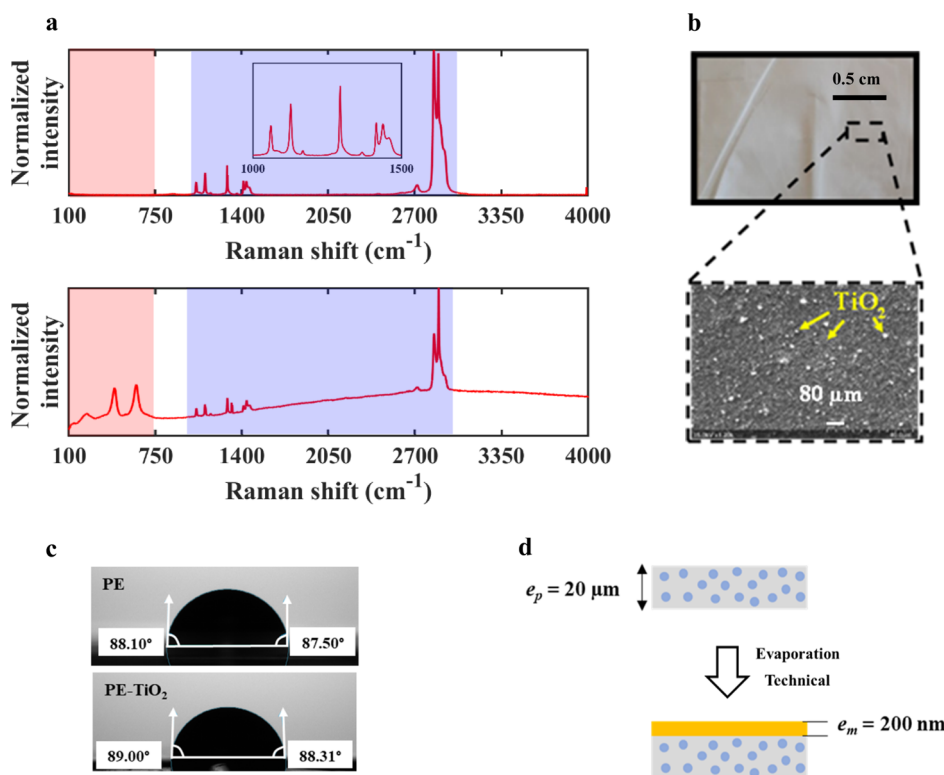 a
Normalized
intensity
1000
1500
100
750
1400
2050
2700
3350
4000
Raman shift (cm⁻¹)
Normalized
intensity
100
750
1400
2050
2700
3350
4000
Raman shift (cm⁻¹)
b
0.5 cm
TiO₂
80 µm
c
PE
88.10°
87.50°
PE-TiO₂
89.00°
88.31°
d
eₚ = 20 µm
Evaporation
Technical
eₘ = 200 nm